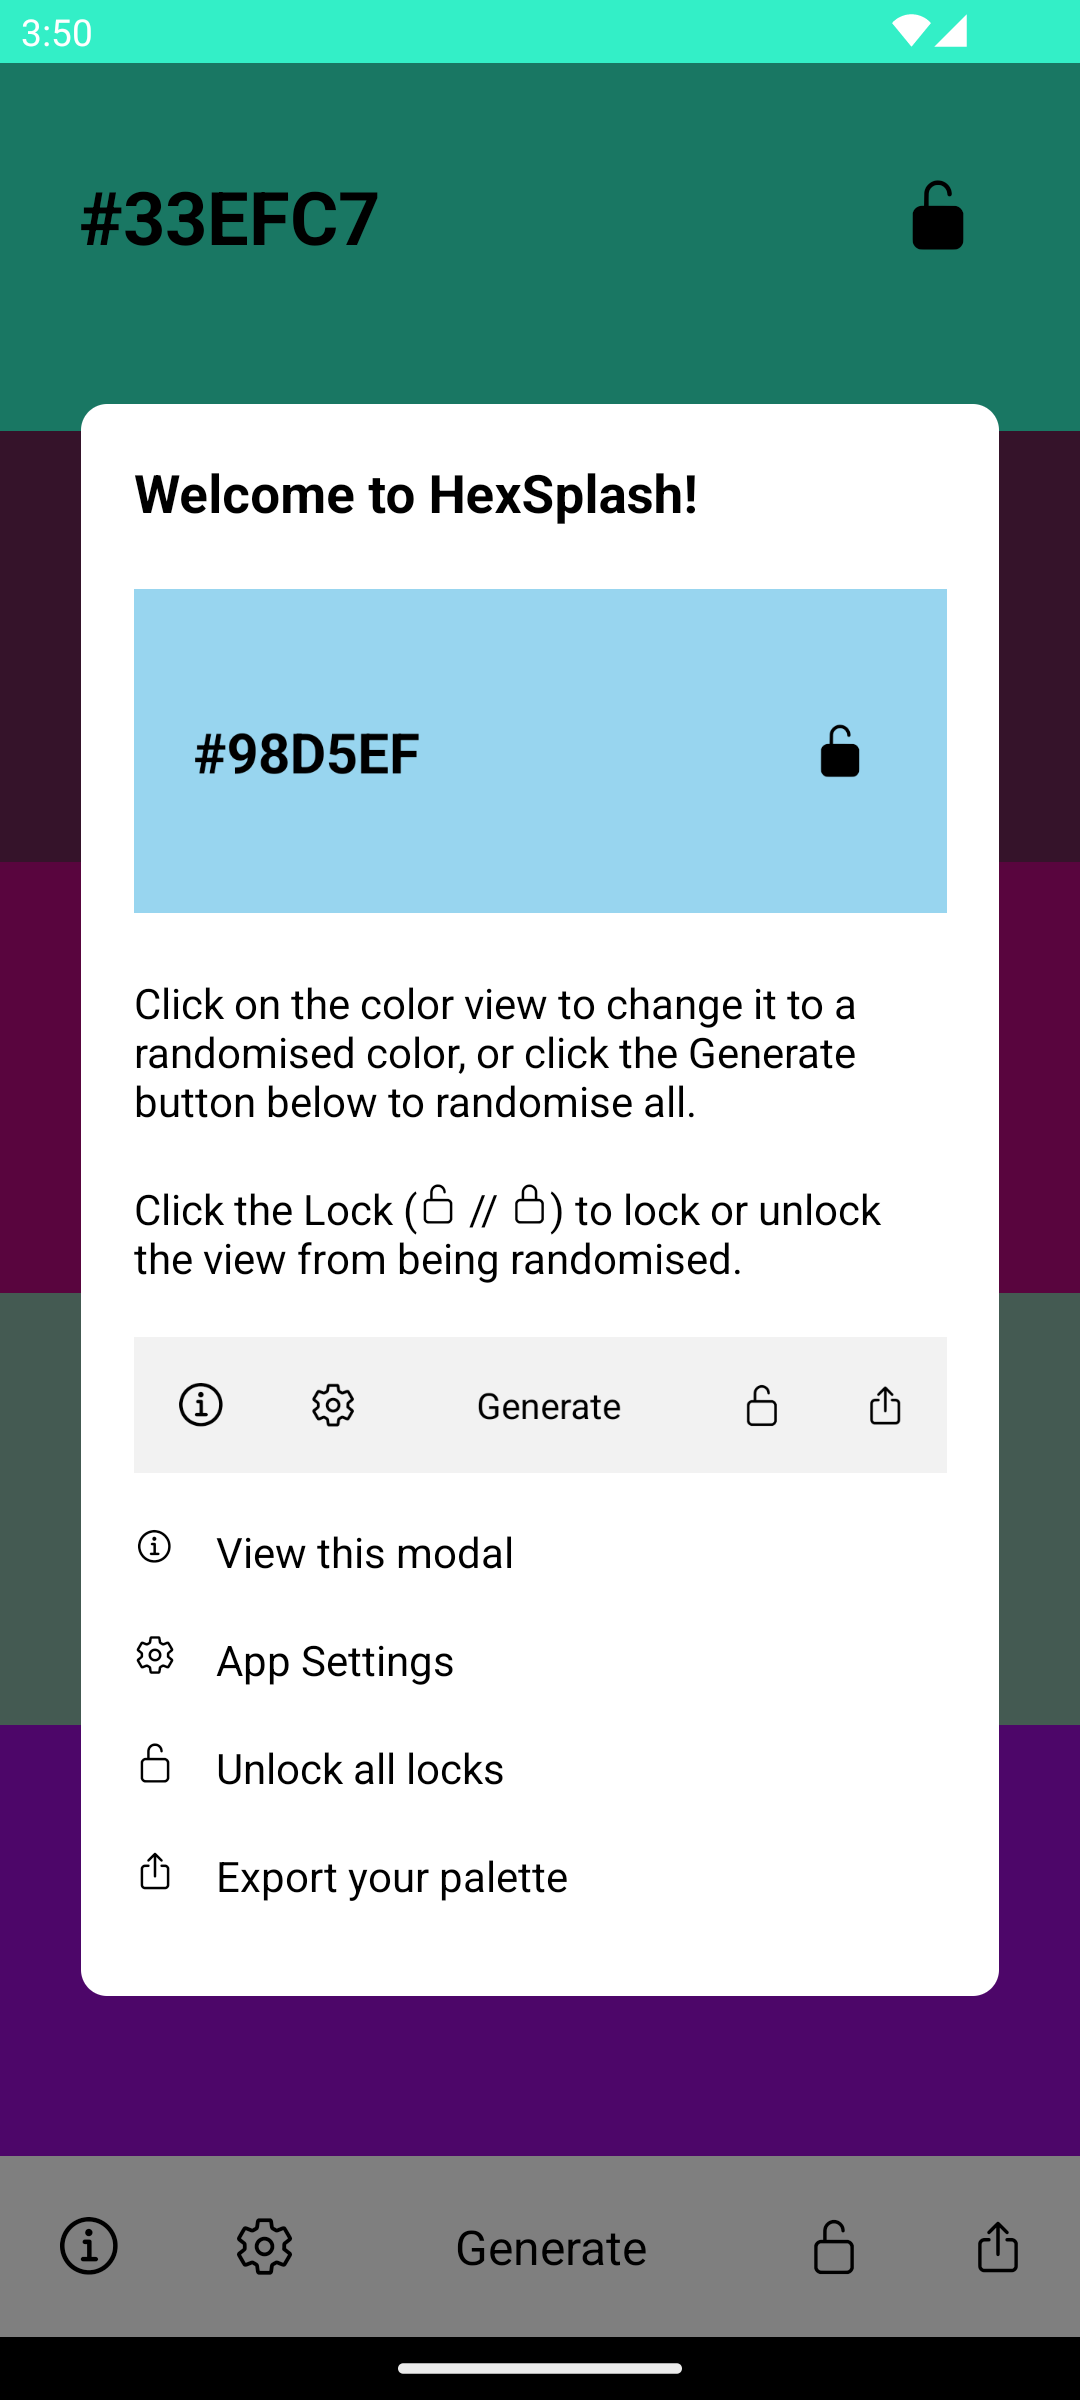 3:50
#33EFC7
Welcome to HexSplash!
#98D5EF
Click on the color view to change it to a
randomised color, or click the Generate
button below to randomise all.
Click the Lock ( // ) to lock or unlock
the view from being randomised.
Generate
View this modal
App Settings
Unlock all locks
Export your palette
Generate